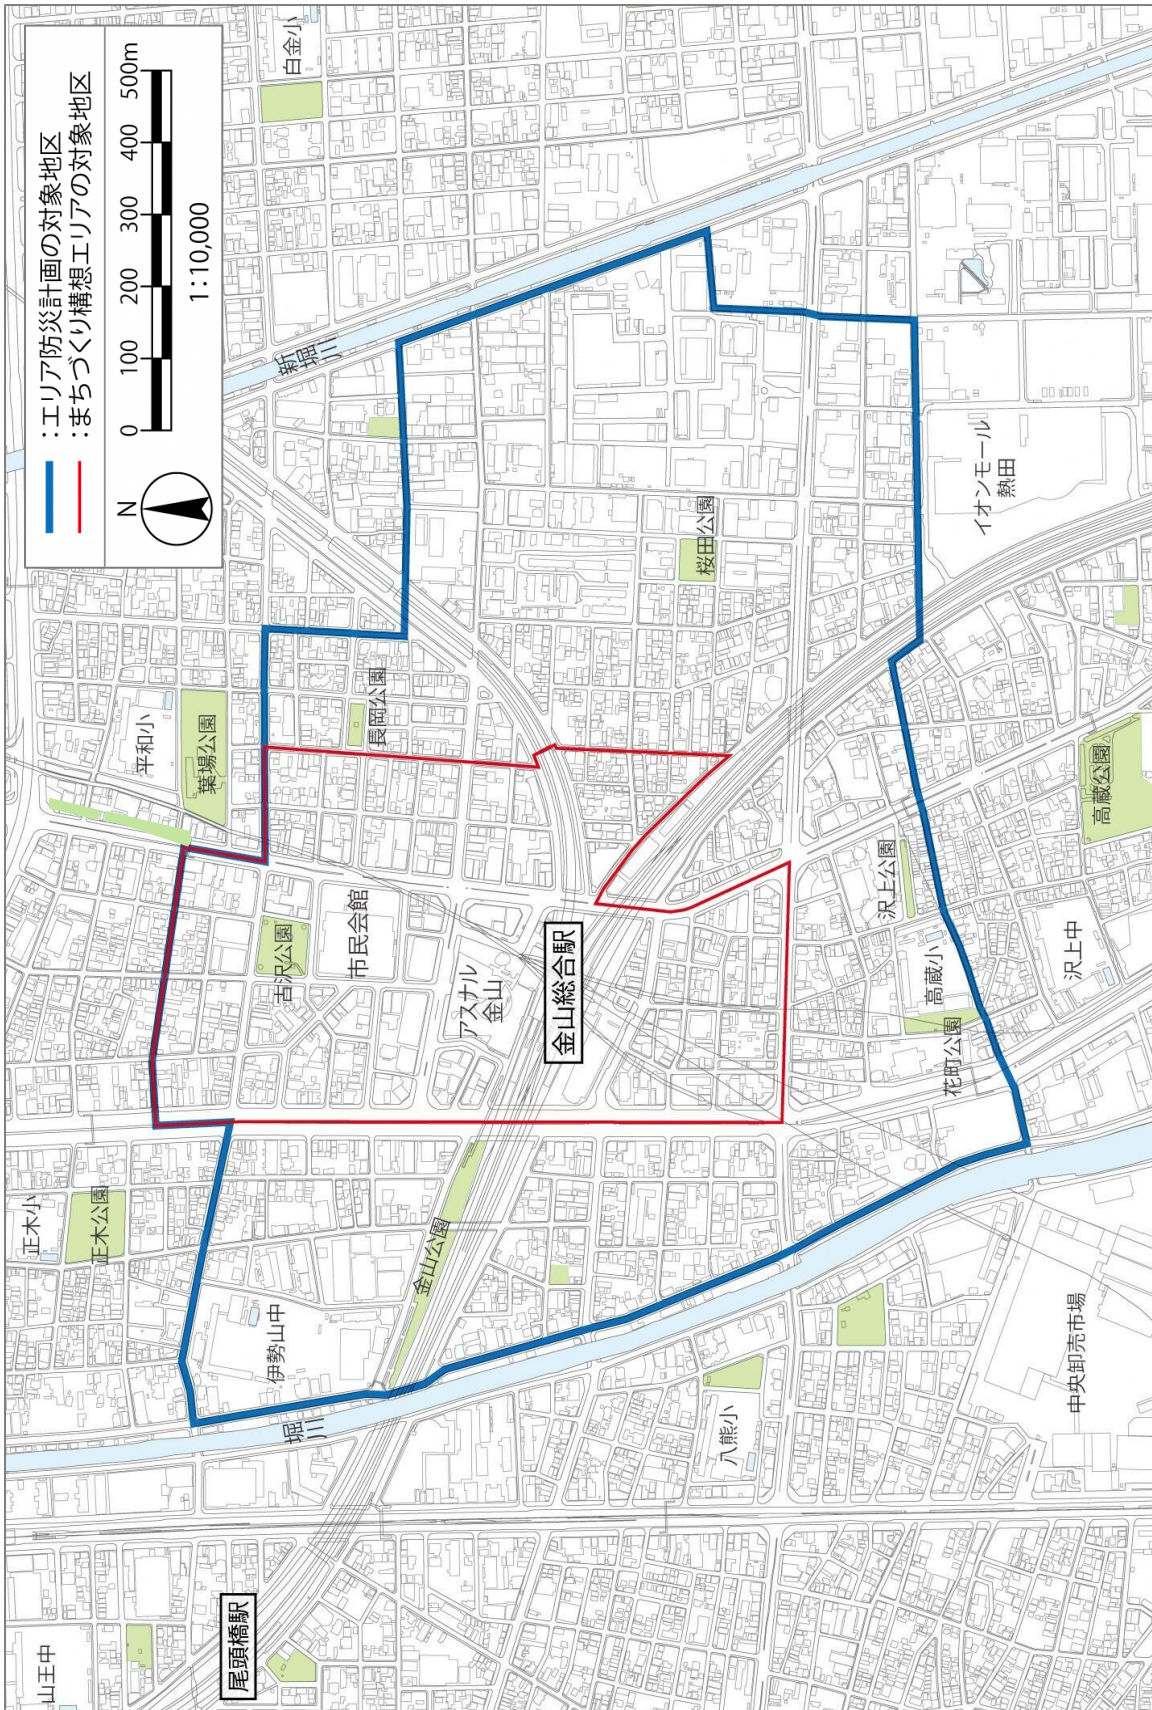 :エリア防災計画の対象地区
:まちづくり構想エリアの対象地区
N
0 100 200 300 400 500m
1:10,000
山王中
正木小
正木公園
平和小
葉場公園
白金小
尾頭橋駅
伊勢山中
古沢公園
新堀川
堀川
市民会館
長岡公園
金山公園
アスナル
金山
金山総合駅
桜田公園
八熊小
沢上公園
高蔵小
花町公園
イオンモール
熱田
中央卸売市場
沢上中
高蔵公園